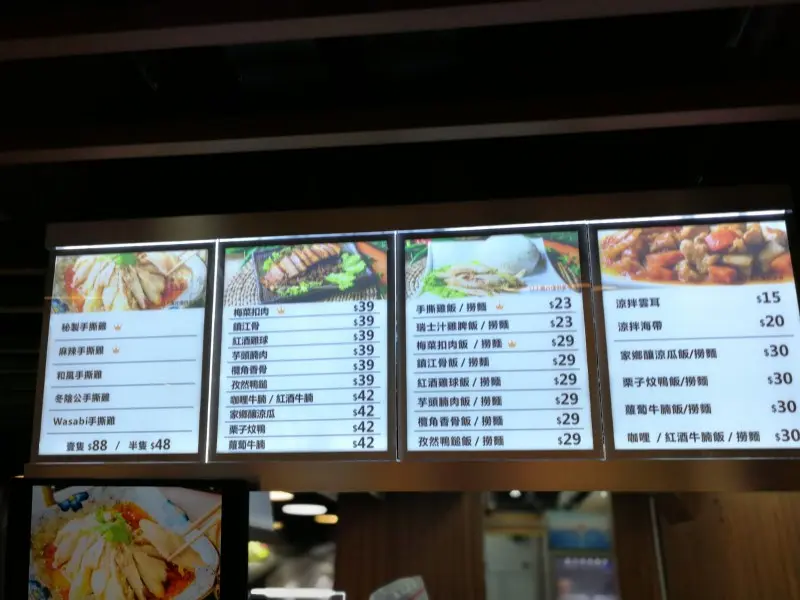 秘製手撕雞
麻辣手撕雞
和風手撕雞
冬陰公手撕雞
Wasabi手撕雞
壹隻 $88 / 半隻 $48
梅菜扣肉 $39
鎮江骨 $39
紅酒雞球 $39
芋頭腩肉 $39
欖角香骨 $39
孜然鴨腿 $39
咖喱牛腩 / 紅酒牛腩 $42
家鄉釀涼瓜 $42
栗子炆鴨 $42
蘿蔔牛腩 $42
手撕雞飯 / 撈麵 $23
瑞士汁雞脾飯 / 撈麵 $23
梅菜扣肉飯 / 撈麵 $29
鎮江骨飯 / 撈麵 $29
紅酒雞球飯 / 撈麵 $29
芋頭腩肉飯 / 撈麵 $29
欖角香骨飯 / 撈麵 $29
孜然鴨腿飯 / 撈麵 $29
涼拌雲耳 $15
涼拌海帶 $20
家鄉釀涼瓜飯/撈麵 $30
栗子炆鴨飯/撈麵 $30
蘿蔔牛腩飯/撈麵 $30
咖喱 / 紅酒牛腩飯 / 撈麵 $30